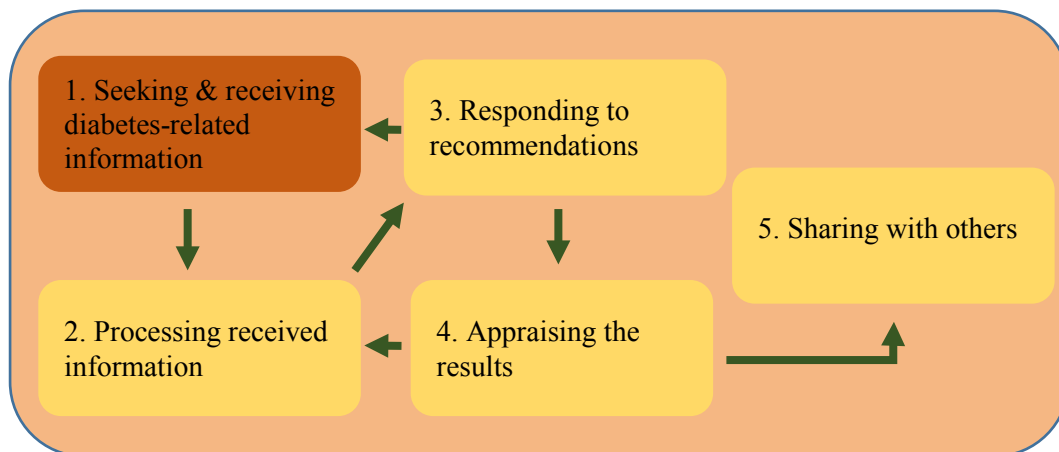 1. Seeking & receiving
diabetes-related
information
2. Processing received
information
3. Responding to
recommendations
4. Appraising the
results
5. Sharing with others